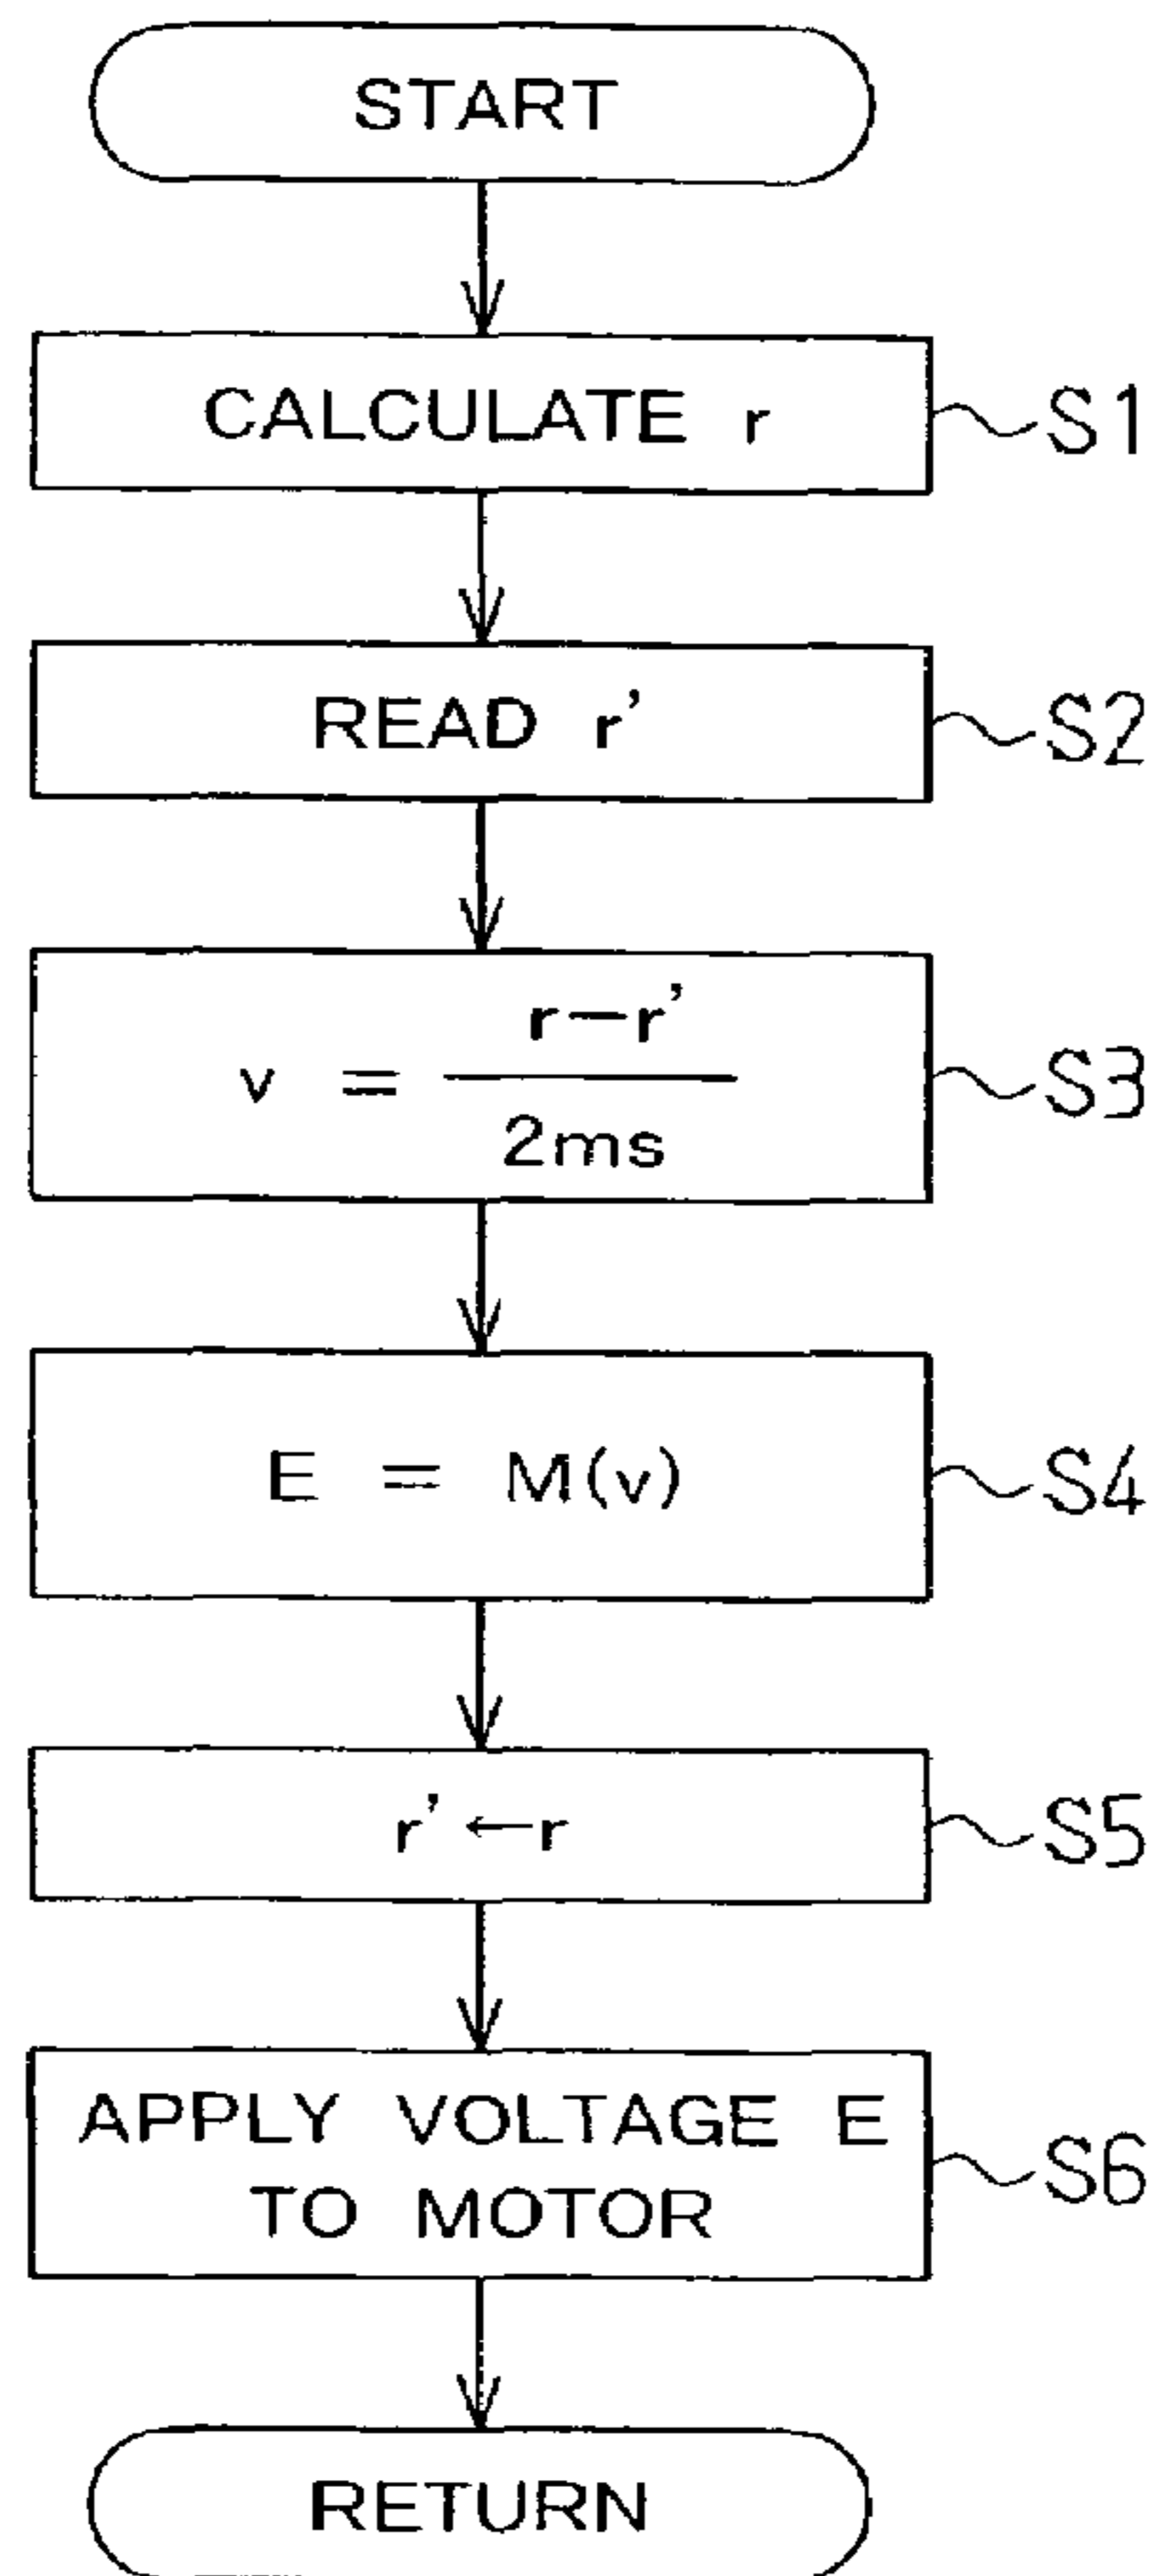 START
CALCULATE r
S1
READ r'
S2
v = r-r' / 2ms
S3
E = M(v)
S4
r'←r
S5
APPLY VOLTAGE E
TO MOTOR
S6
RETURN